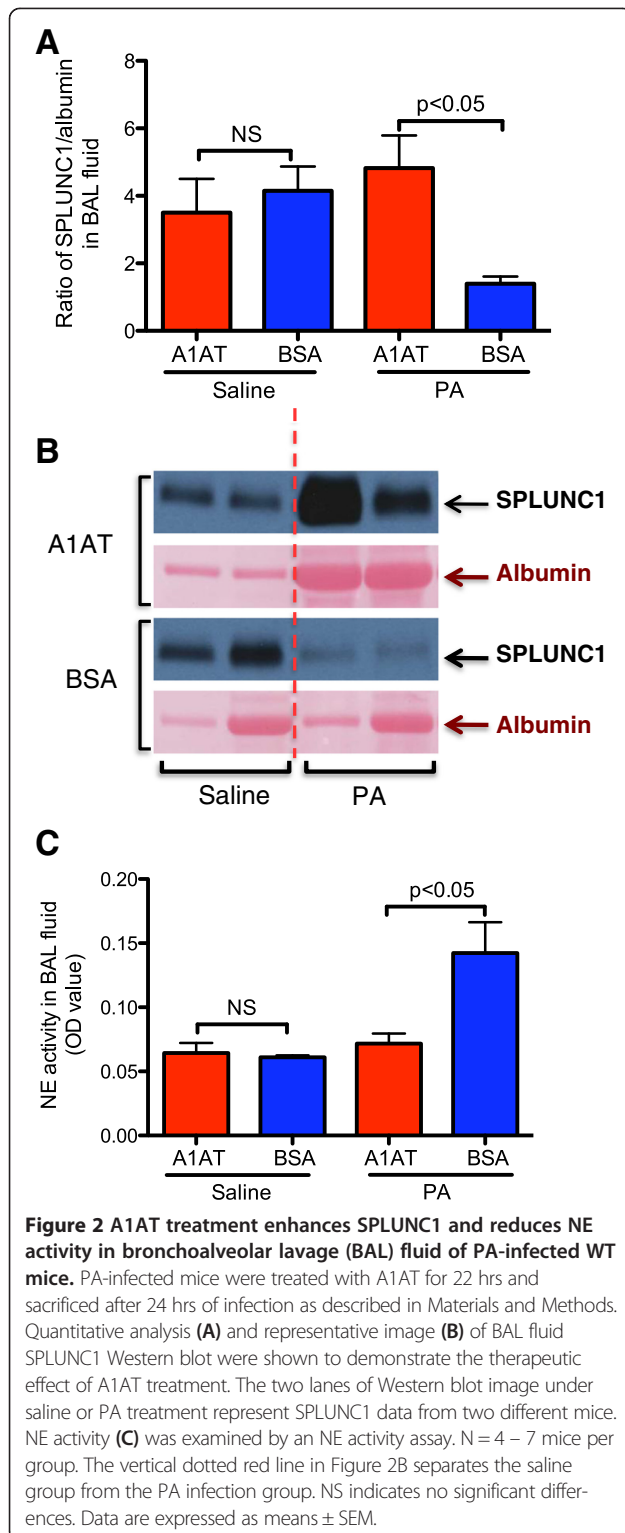 A
Ratio of SPLUNC1/albumin
in BAL fluid
8
6
4
2
0
NS
p<0.05
A1AT
BSA
A1AT
BSA
Saline
PA
B
A1AT
SPLUNC1
Albumin
BSA
SPLUNC1
Albumin
Saline
PA
C
NE activity in BAL fluid
(OD value)
0.20
0.15
0.10
0.05
0.00
NS
p<0.05
A1AT
BSA
A1AT
BSA
Saline
PA
Figure 2 A1AT treatment enhances SPLUNC1 and reduces NE
activity in bronchoalveolar lavage (BAL) fluid of PA-infected WT
mice. PA-infected mice were treated with A1AT for 22 hrs and
sacrificed after 24 hrs of infection as described in Materials and Methods.
Quantitative analysis (A) and representative image (B) of BAL fluid
SPLUNC1 Western blot were shown to demonstrate the therapeutic
effect of A1AT treatment. The two lanes of Western blot image under
saline or PA treatment represent SPLUNC1 data from two different mice.
NE activity (C) was examined by an NE activity assay. N = 4 – 7 mice per
group. The vertical dotted red line in Figure 2B separates the saline
group from the PA infection group. NS indicates no significant differ-
ences. Data are expressed as means ± SEM.